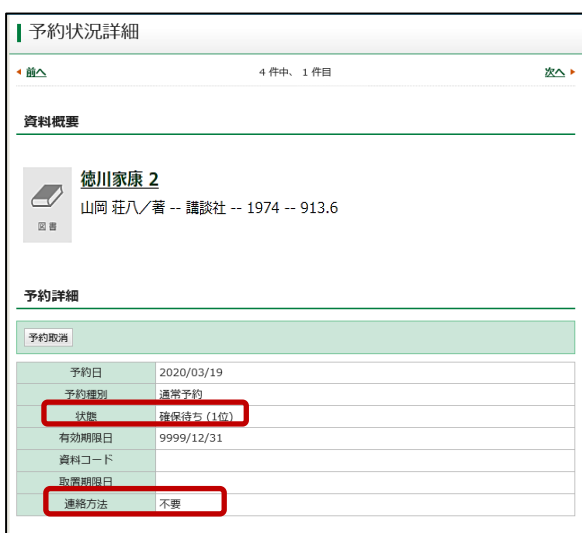 予約状況詳細
前へ 4 件中、 1 件目 次へ
資料概要
徳川家康 2
山岡 荘八／著 -- 講談社 -- 1974 -- 913.6
図書
予約詳細
予約取消
予約日 2020/03/19
予約種別 通常予約
状態 確保待ち (1位)
有効期限日 9999/12/31
資料コード
取置期限日
連絡方法 不要